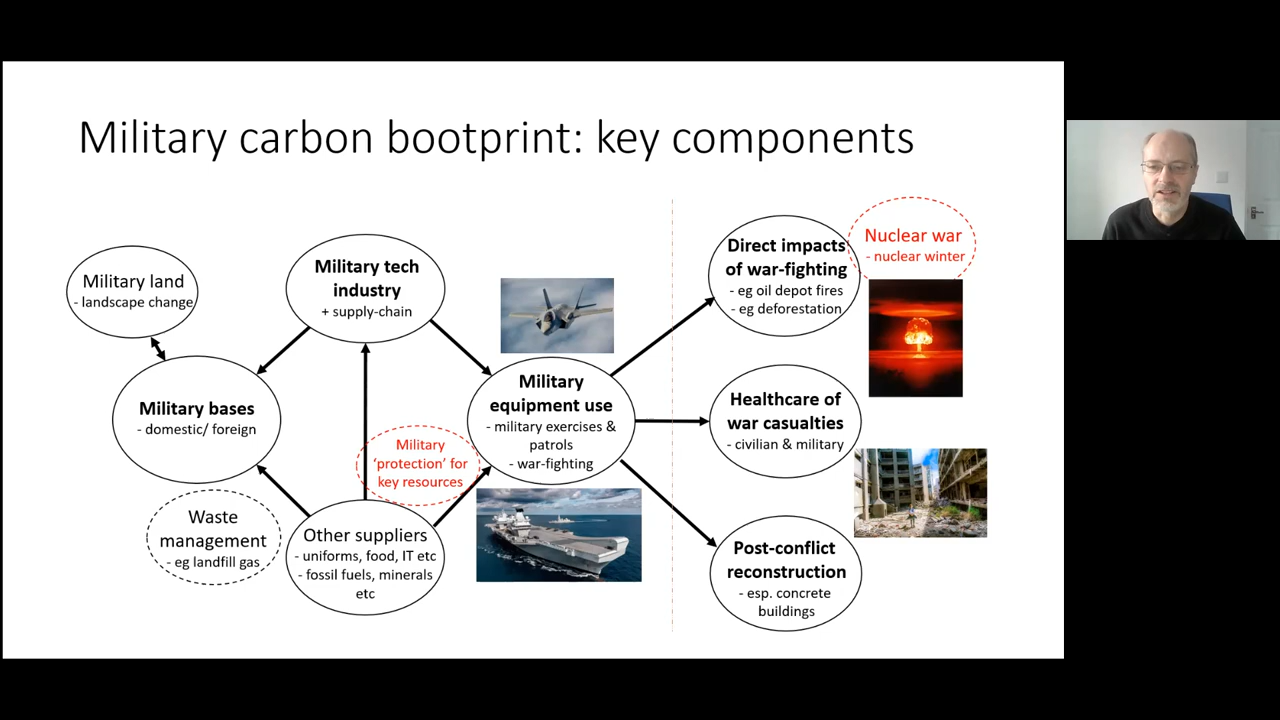 Military carbon bootprint: key components
Military land
- landscape change
Military tech
industry
+ supply-chain
Direct impacts
of war-fighting
- eg oil depot fires
- eg deforestation
Nuclear war
- nuclear winter
Military bases
- domestic/ foreign
Military
equipment use
- military exercises &
patrols
- war-fighting
Healthcare of
war casualties
- civilian & military
Military
‘protection’ for
key resources
Waste
management
- eg landfill gas
Other suppliers
- uniforms, food, IT etc
- fossil fuels, minerals
etc
Post-conflict
reconstruction
- esp. concrete
buildings